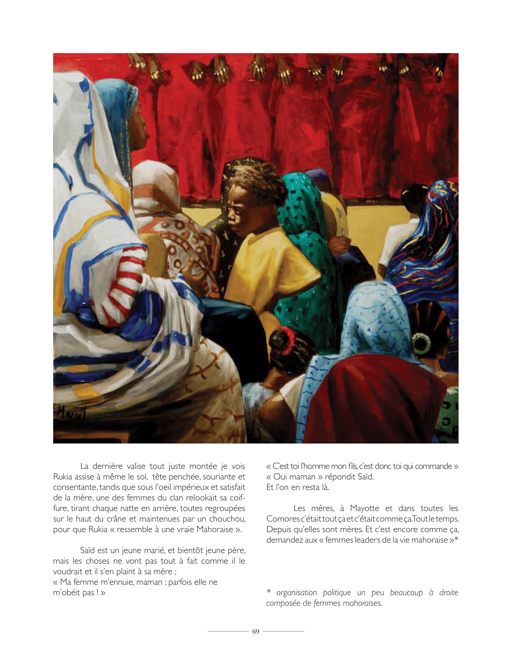 Marcel
La dernière valise tout juste montée je vois
Rukia assise à même le sol, tête penchée, souriante et
consentante, tandis que sous l'oeil impérieux et satisfait
de la mère, une des femmes du clan relookait sa coif-
fure, tirant chaque natte en arrière, toutes regroupées
sur le haut du crâne et maintenues par un chouchou,
pour que Rukia « ressemble à une vraie Mahoraise ».
Saïd est un jeune marié, et bientôt jeune père,
mais les choses ne vont pas tout à fait comme il le
voudrait et il s'en plaint à sa mère ;
« Ma femme m'ennuie, maman ; parfois elle ne
m'obéit pas ! »
« C'est toi l'homme mon fils, c'est donc toi qui commande »
« Oui maman » répondit Saïd.
Et l'on en resta là.
Les mères, à Mayotte et dans toutes les
Comores c'était tout ça et c'était comme ça. Tout le temps.
Depuis qu'elles sont mères. Et c'est encore comme ça,
demandez aux « femmes leaders de la vie mahoraise »*
* organisation politique un peu beaucoup à droite
composée de femmes mahoraises.
69